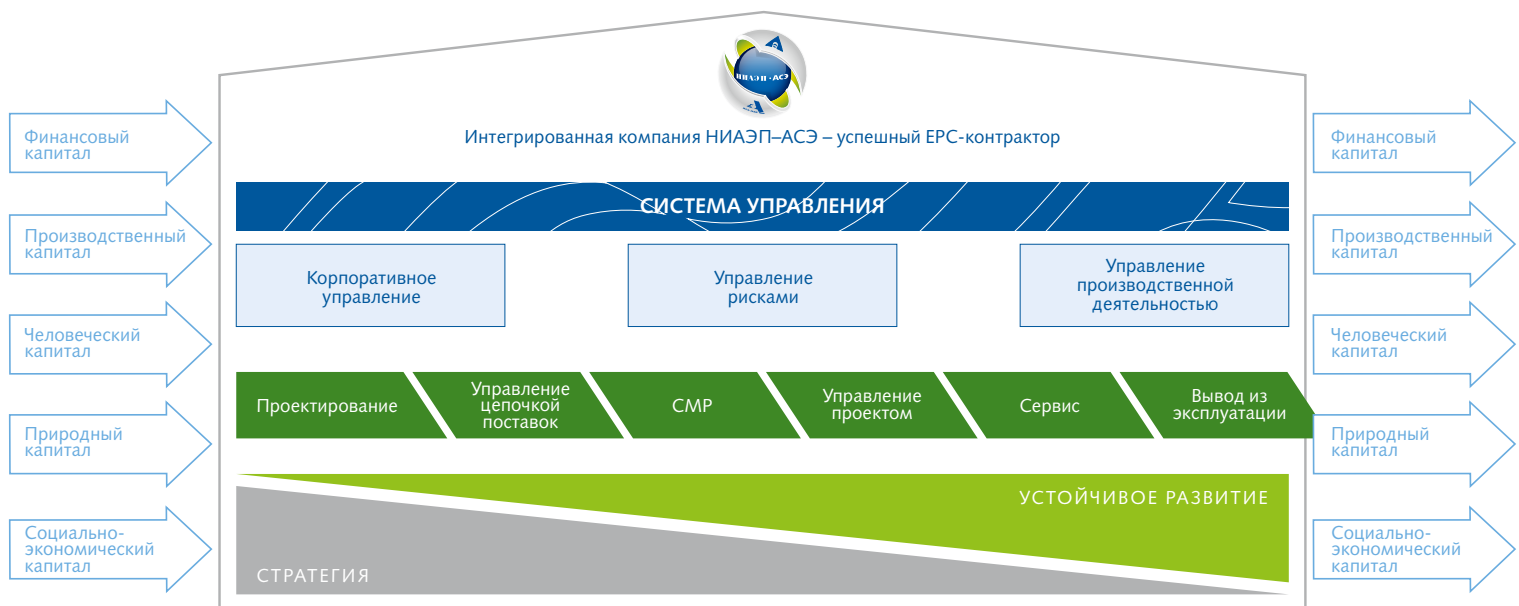 НИАЭП - АСЭ
Интегрированная компания НИАЭП–АСЭ – успешный EPC-контрактор
Финансовый
капитал
Производственный
капитал
Человеческий
капитал
Природный
капитал
Социально-
экономический
капитал
СИСТЕМА УПРАВЛЕНИЯ
Корпоративное
управление
Управление
рисками
Управление
производственной
деятельностью
Проектирование
Управление
цепочкой
поставок
СМР
Управление
проектом
Сервис
Вывод из
эксплуатации
УСТОЙЧИВОЕ РАЗВИТИЕ
СТРАТЕГИЯ
Финансовый
капитал
Производственный
капитал
Человеческий
капитал
Природный
капитал
Социально-
экономический
капитал